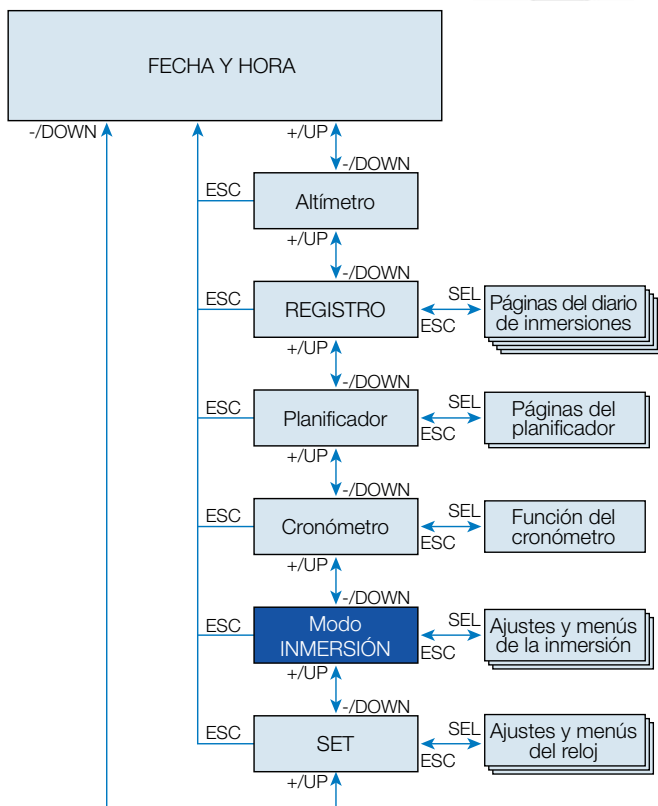 FECHA Y HORA
-/DOWN
+/UP
-/DOWN
ESC
Altímetro
+/UP
-/DOWN
ESC
REGISTRO
SEL
ESC
Páginas del diario
de inmersiones
+/UP
-/DOWN
ESC
Planificador
SEL
ESC
Páginas del
planificador
+/UP
-/DOWN
ESC
Cronómetro
SEL
ESC
Función del
cronómetro
+/UP
-/DOWN
ESC
Modo
INMERSIÓN
SEL
ESC
Ajustes y menús
de la inmersión
+/UP
-/DOWN
ESC
SET
SEL
ESC
Ajustes y menús
del reloj
+/UP